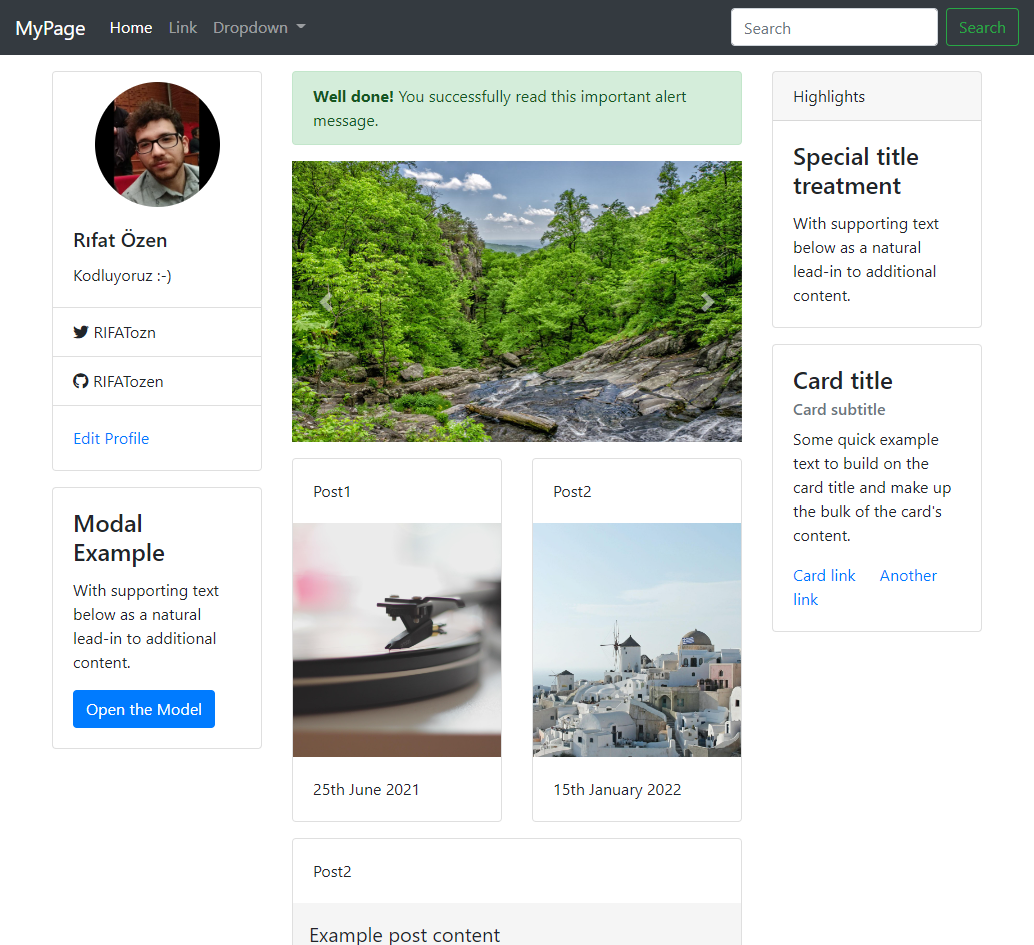 MyPage Home Link Dropdown Search Search
Rıfat Özen
Kodluyoruz :-)
RIFATozn
RIFATozen
Edit Profile
Modal
Example
With supporting text
below as a natural
lead-in to additional
content.
Open the Model
Well done! You successfully read this important alert
message.
Post1
25th June 2021
Post2
15th January 2022
Post2
Example post content
Highlights
Special title
treatment
With supporting text
below as a natural
lead-in to additional
content.
Card title
Card subtitle
Some quick example
text to build on the
card title and make up
the bulk of the card's
content.
Card link Another
link